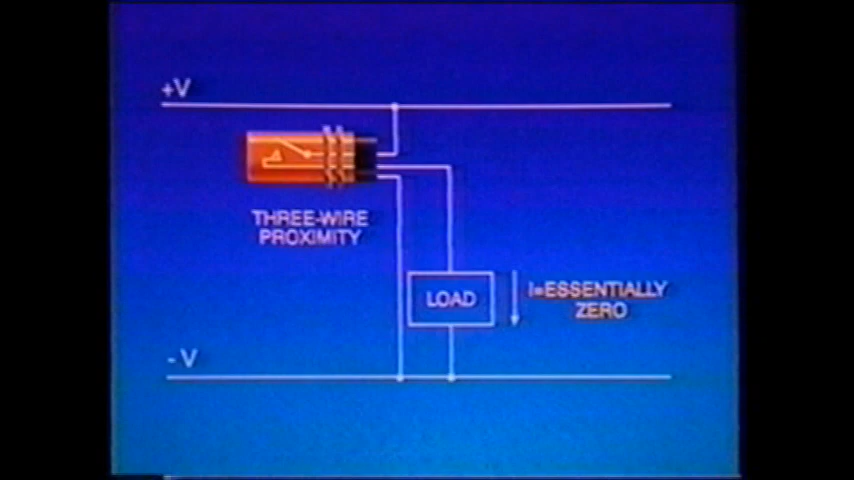 +V
THREE-WIRE
PROXIMITY
LOAD
I=ESSENTIALLY
ZERO
- V